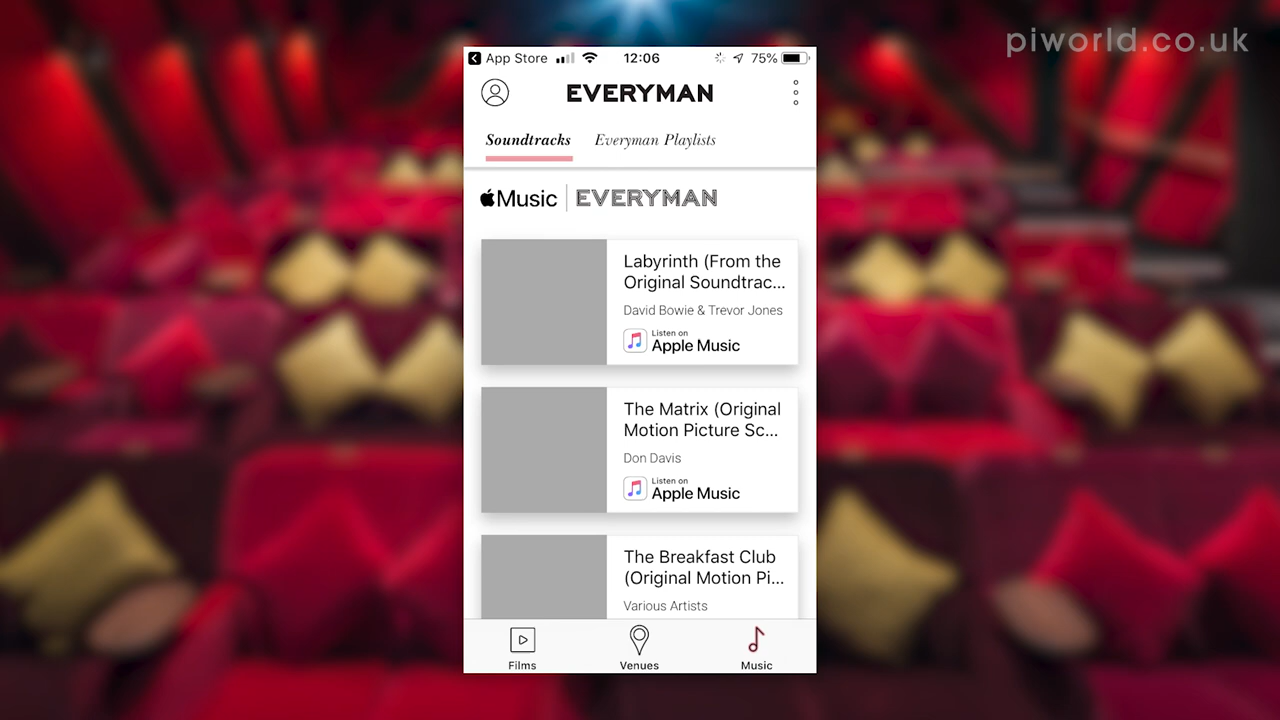 piworld.co.uk
App Store 12:06 75%
EVERYMAN
Soundtracks Everyman Playlists
Music EVERYMAN
Labyrinth (From the
Original Soundtrac...
David Bowie & Trevor Jones
Listen on
Apple Music
The Matrix (Original
Motion Picture Sc...
Don Davis
Listen on
Apple Music
The Breakfast Club
(Original Motion Pi...
Various Artists
Films Venues Music